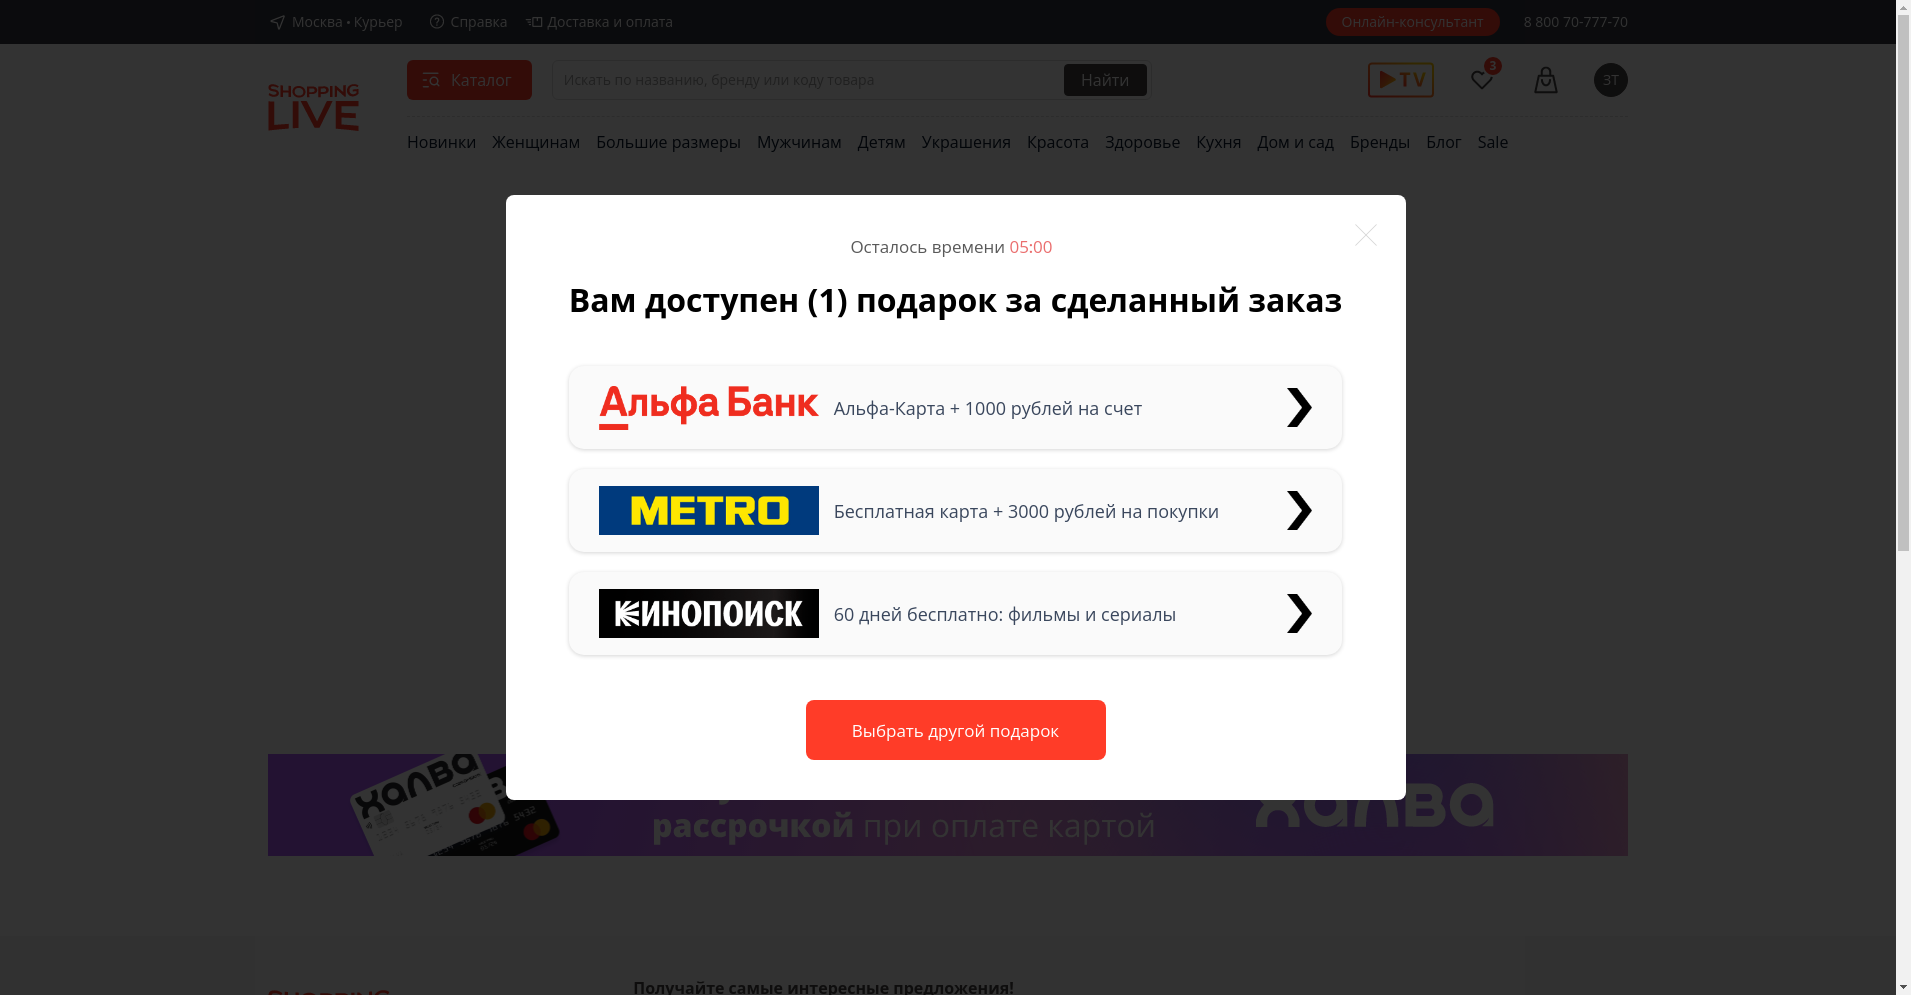 Москва • Курьер
Справка
Доставка и оплата
Онлайн-консультант
8 800 70-777-70
SHOPPING
LIVE
Каталог
Искать по названию, бренду или коду товара
Найти
TV
3
ЗТ
Новинки Женщинам Большие размеры Мужчинам Детям Украшения Красота Здоровье Кухня Дом и сад Бренды Блог Sale
Осталось времени 05:00
Вам доступен (1) подарок за сделанный заказ
Альфа Банк
Альфа-Карта + 1000 рублей на счет
METRO
Бесплатная карта + 3000 рублей на покупки
КИНОПОИСК
60 дней бесплатно: фильмы и сериалы
Выбрать другой подарок
халва
рассрочкой при оплате картой
халва
SHOPPING
Получайте самые интересные предложения!